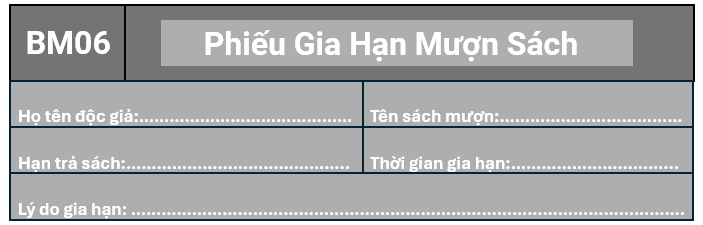 BM06
Phiếu Gia Hạn Mượn Sách
Họ tên độc giả:..........................................
Tên sách mượn:....................................
Hạn trả sách:............................................
Thời gian gia hạn:.................................
Lý do gia hạn: .............................................................................................................